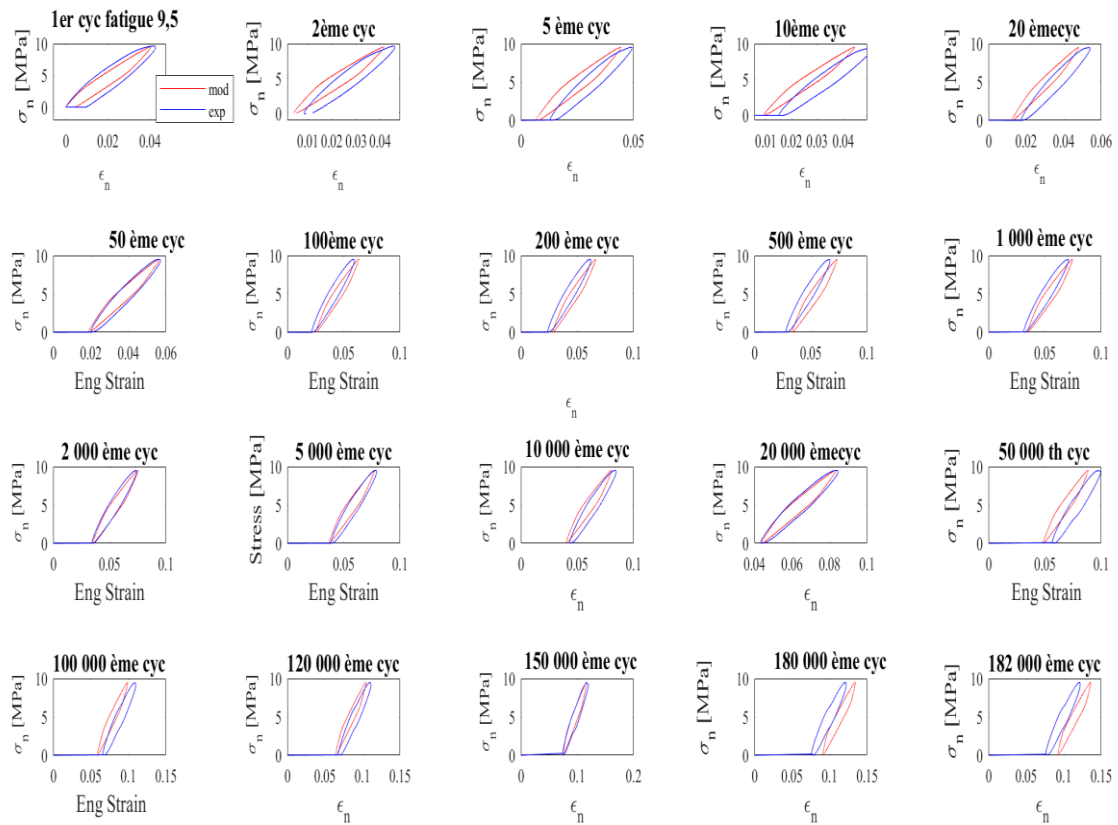 1er cyc fatigue 9,5
2ème cyc
5 ème cyc
10ème cyc
20 èmecyc
σn [MPa]
10
5
0
0
0.02
0.04
ϵn
mod
exp
σn [MPa]
10
5
0
0.01 0.02 0.03 0.04
ϵn
σn [MPa]
10
5
0
0
0.05
ϵn
σn [MPa]
10
5
0
0.01 0.02 0.03 0.04
ϵn
σn [MPa]
10
5
0
0
0.02
0.04
0.06
ϵn
50 ème cyc
100ème cyc
200 ème cyc
500 ème cyc
1 000 ème cyc
σn [MPa]
10
5
0
0
0.02
0.04
0.06
Eng Strain
σn [MPa]
10
5
0
0
0.05
0.1
Eng Strain
σn [MPa]
10
5
0
0
0.05
0.1
ϵn
σn [MPa]
10
5
0
0
0.05
0.1
Eng Strain
σn [MPa]
10
5
0
0
0.05
0.1
Eng Strain
2 000 ème cyc
5 000 ème cyc
10 000 ème cyc
20 000 èmecyc
50 000 th cyc
σn [MPa]
10
5
0
0
0.05
0.1
Eng Strain
Stress [MPa]
10
5
0
0
0.05
0.1
Eng Strain
σn [MPa]
10
5
0
0
0.05
0.1
ϵn
σn [MPa]
10
5
0
0.04
0.06
0.08
0.1
ϵn
σn [MPa]
10
5
0
0
0.05
0.1
Eng Strain
100 000 ème cyc
120 000 ème cyc
150 000 ème cyc
180 000 ème cyc
182 000 ème cyc
σn [MPa]
10
5
0
0
0.05
0.1
0.15
Eng Strain
σn [MPa]
10
5
0
0
0.05
0.1
0.15
ϵn
σn [MPa]
10
5
0
0
0.1
0.2
ϵn
σn [MPa]
10
5
0
0
0.05
0.1
0.15
ϵn
σn [MPa]
10
5
0
0
0.05
0.1
0.15
ϵn